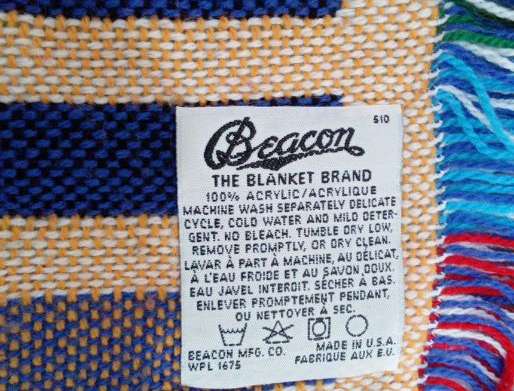 510
Beacon
THE BLANKET BRAND
100% ACRYLIC/ACRYLIQUE
MACHINE WASH SEPARATELY DELICATE
CYCLE, COLD WATER AND MILD DETER-
GENT. NO BLEACH. TUMBLE DRY LOW,
REMOVE PROMPTLY, OR DRY CLEAN.
LAVAR À PART À MACHINE, AU DÉLICAT,
À L'EAU FROIDE ET AU SAVON DOUX.
EAU JAVEL INTERDIT. SÉCHER À BAS.
ENLEVER PROMPTEMENT PENDANT,
OU NETTOYER À SEC.
BEACON MFG. CO. MADE IN U.S.A.
WPL 1675 FABRIQUE AUX E.U.